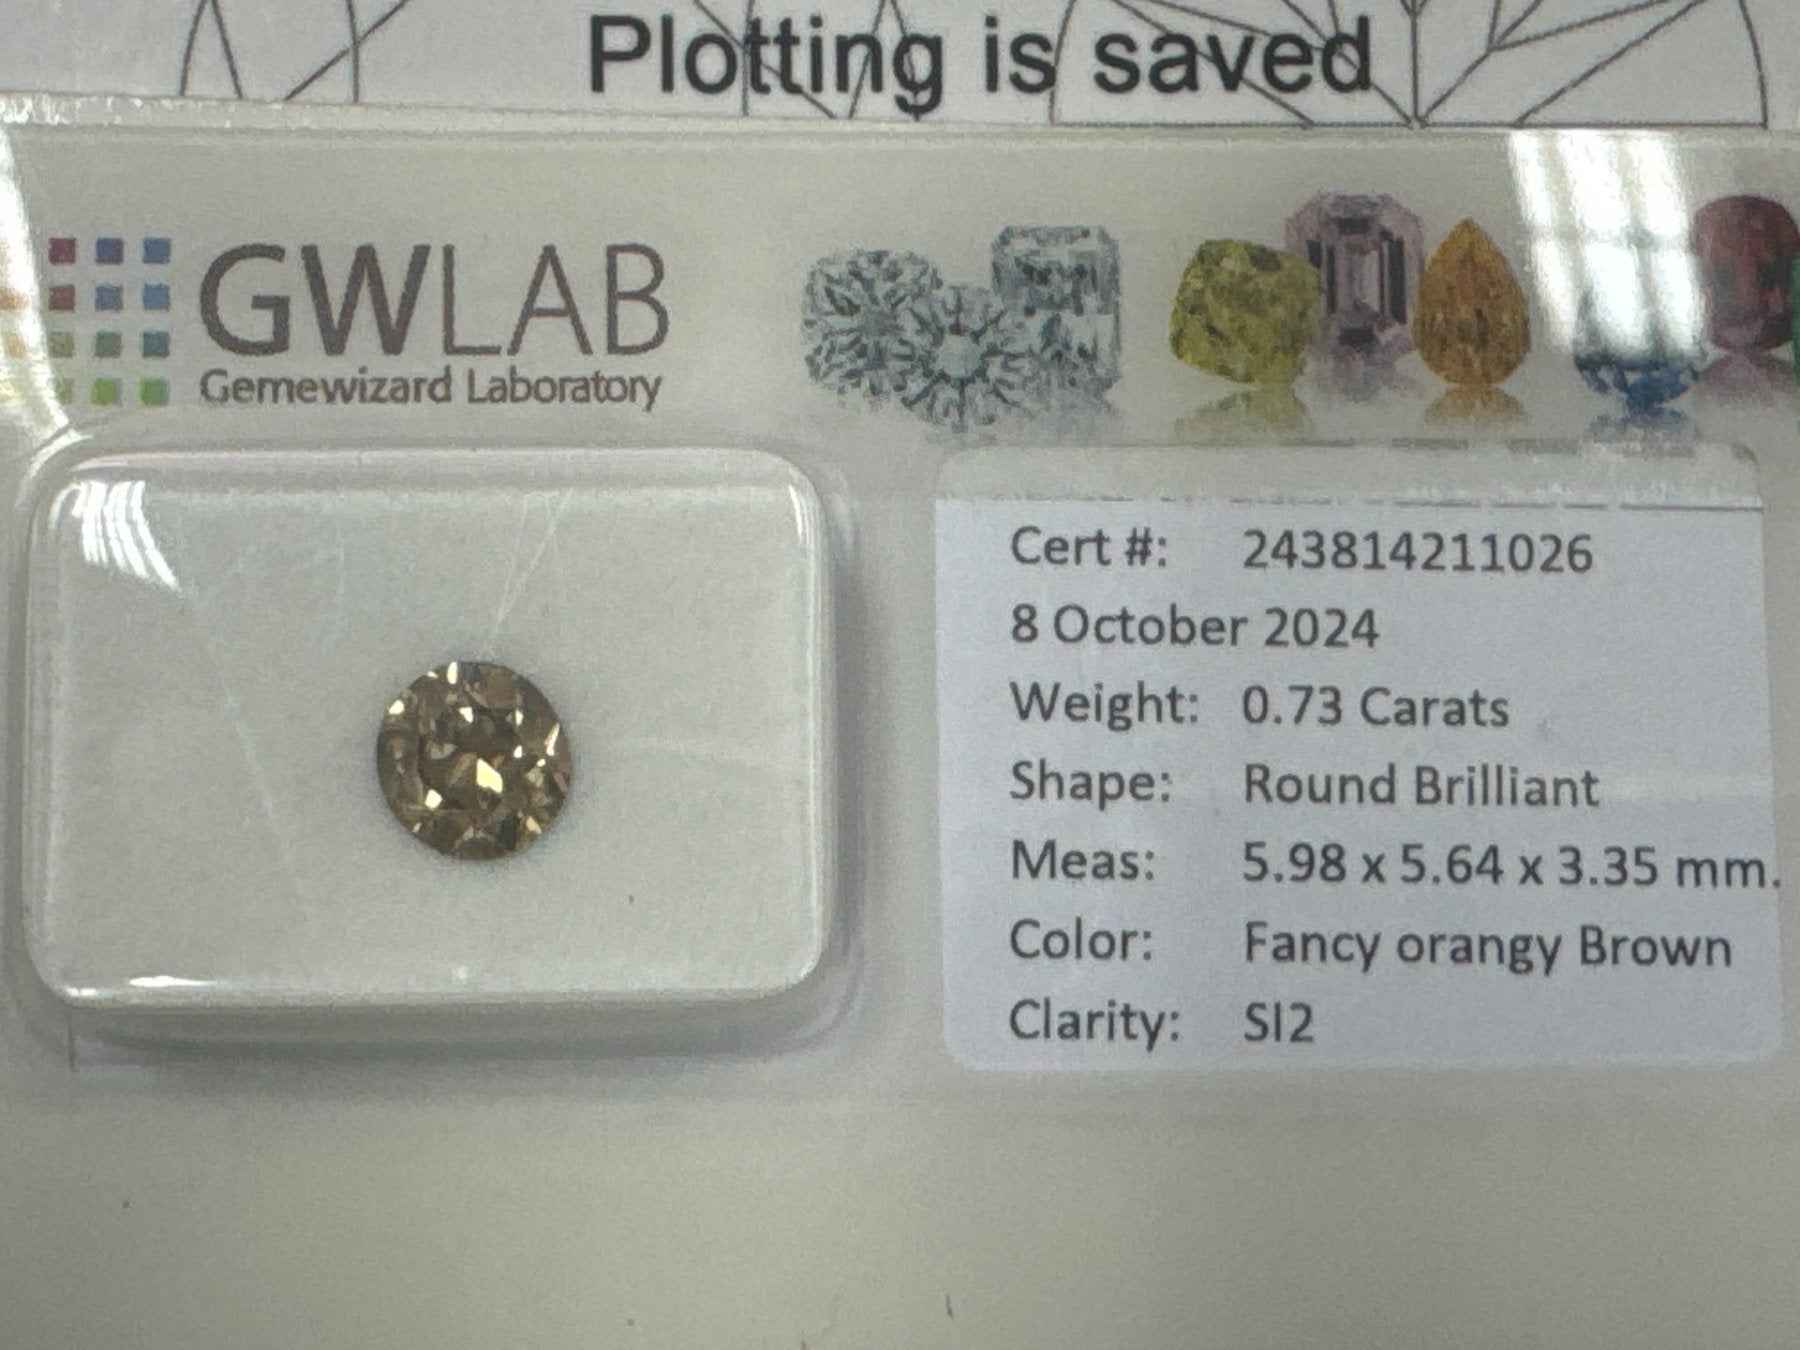 Plotting is saved
GWLAB
Gemewizard Laboratory
Cert #: 243814211026
8 October 2024
Weight: 0.73 Carats
Shape: Round Brilliant
Meas: 5.98 x 5.64 x 3.35 mm.
Color: Fancy orangy Brown
Clarity: SI2